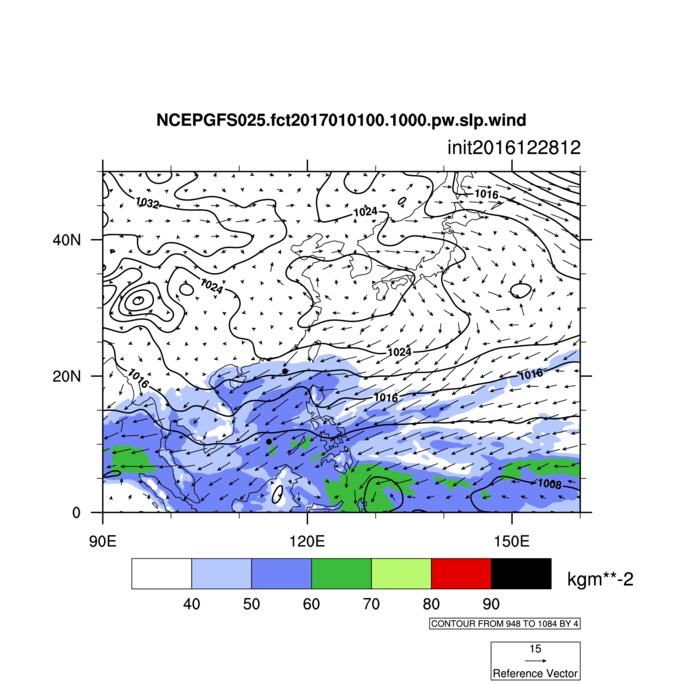 NCEPGFS025.fct2017010100.1000.pw.slp.wind
init2016122812
1032
1016
1024
40N
1024
1024
1016
20N
1016
1016
1008
0
90E 120E 150E
kgm**-2
40 50 60 70 80 90
CONTOUR FROM 948 TO 1084 BY 4
15
Reference Vector